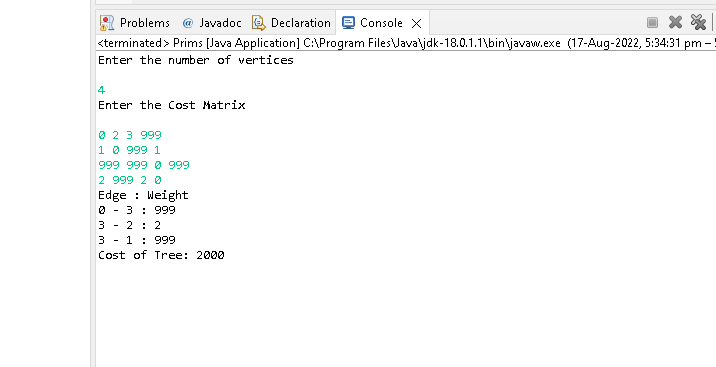 Problems @ Javadoc Declaration Console
<terminated> Prims [Java Application] C:\Program Files\Java\jdk-18.0.1.1\bin\javaw.exe (17-Aug-2022, 5:34:31 pm –
Enter the number of vertices
4
Enter the Cost Matrix
0 2 3 999
1 0 999 1
999 999 0 999
2 999 2 0
Edge : Weight
0 - 3 : 999
3 - 2 : 2
3 - 1 : 999
Cost of Tree: 2000